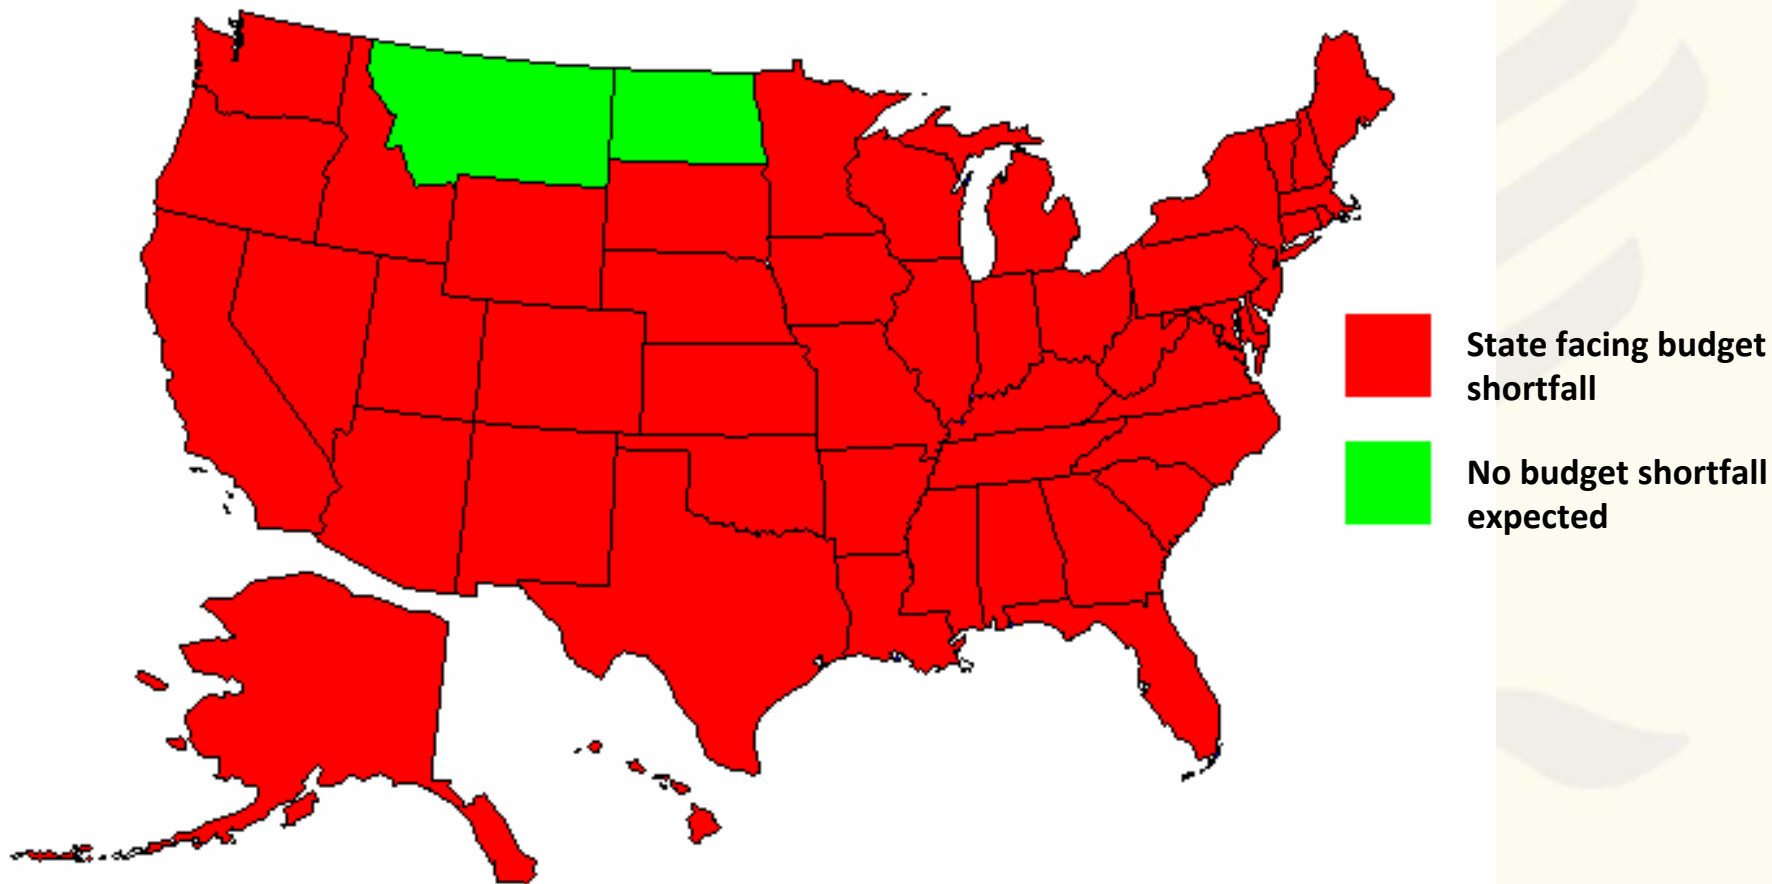 State facing budget
shortfall
No budget shortfall
expected